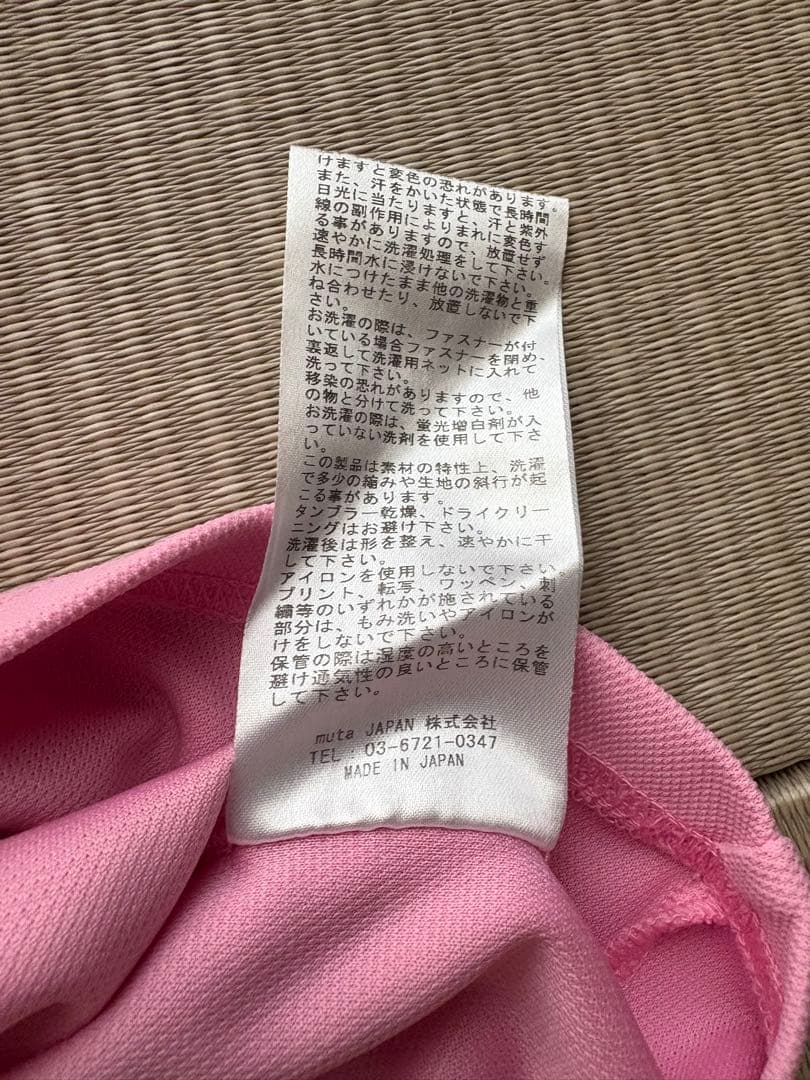 けますと変色の恐れがあります。
また、汗をかいた状態で長時間
日光に当たりますと、汗と紫外
線の副作用によりまれに変色す
る事がありますので、放置せず
速やかに洗濯処理をして下さい。
長時間水に浸けないで下さい。
水につけたまま他の洗濯物と重
ね合わせたり、放置しないで下
さい。
お洗濯の際は、ファスナーが付
いている場合ファスナーを閉め、
裏返して洗濯用ネットに入れて
洗って下さい。
移染の恐れがありますので、他
の物と分けて洗って下さい。
お洗濯の際は、蛍光増白剤が入
っていない洗剤を使用して下さ
い。
この製品は素材の特性上、洗濯
で多少の縮みや生地の斜行が起
こる事があります。
タンブラー乾燥、ドライクリー
ニングはお避け下さい。
洗濯後は形を整え、速やかに干
して下さい。
アイロンを使用しないで下さい。
プリント、転写、ワッペン、刺
繍等のいずれかが施されている
部分は、もみ洗いやアイロンが
けをしないで下さい。
保管の際は湿度の高いところを
避け通気性の良いところに保管
して下さい。
muta JAPAN 株式会社
TEL:03-6721-0347
MADE IN JAPAN